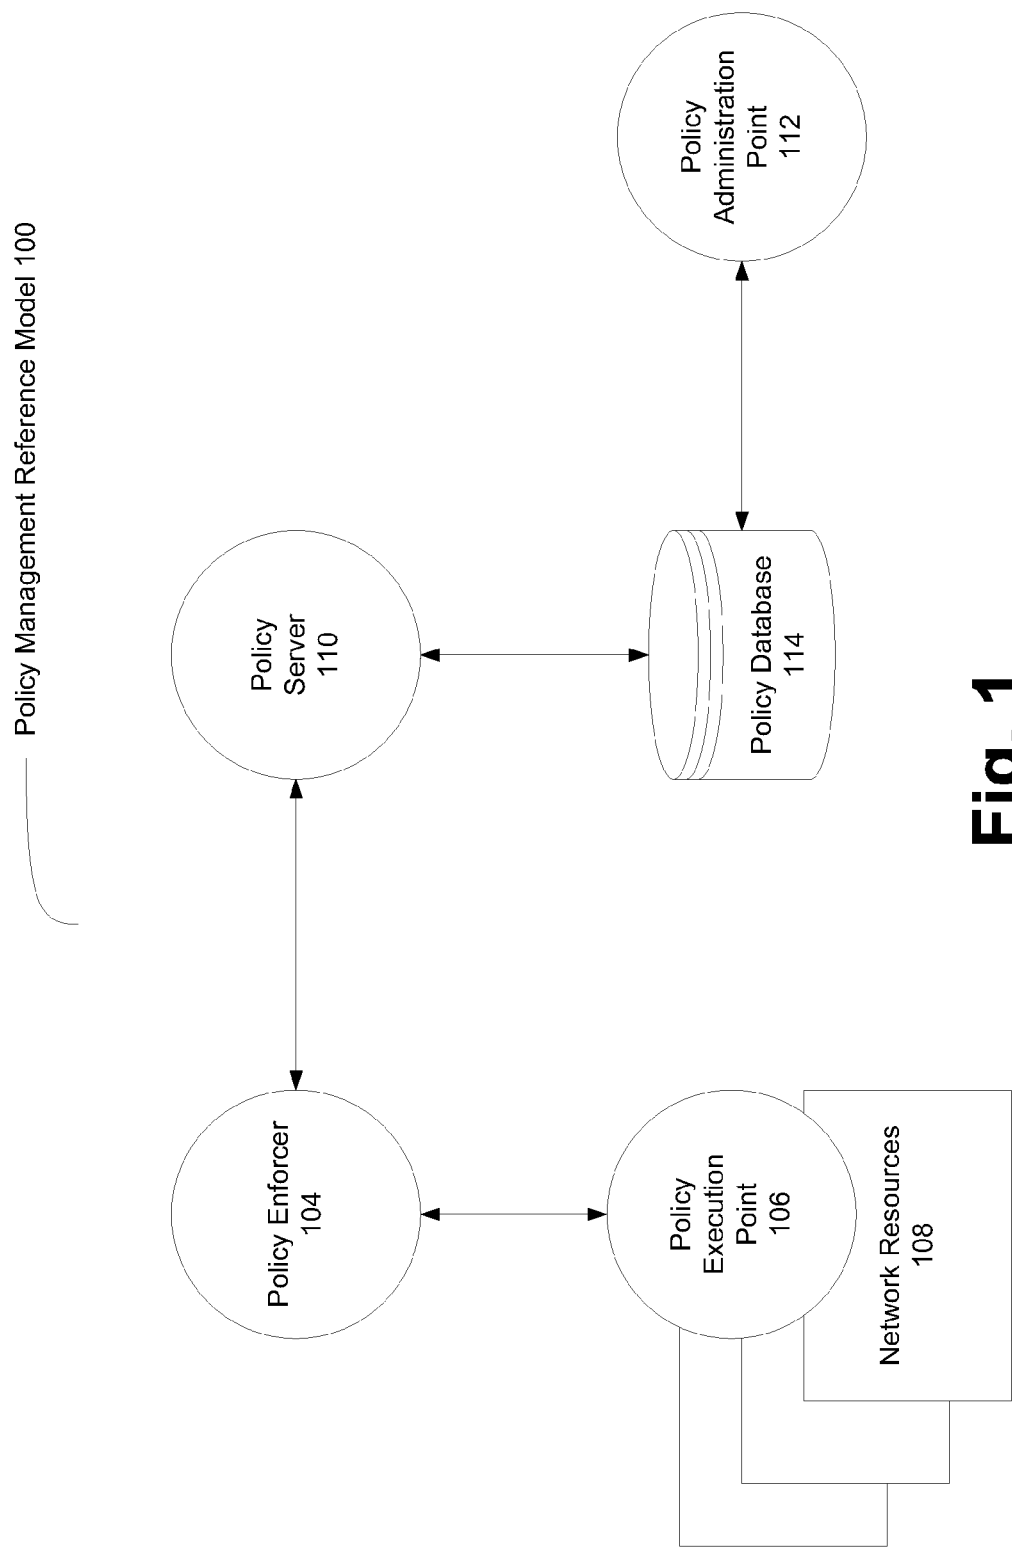 Policy Management Reference Model 100
Policy Enforcer
104
Policy
Server
110
Policy
Execution
Point
106
Network Resources
108
Policy Database
114
Policy
Administration
Point
112
Fig. 1